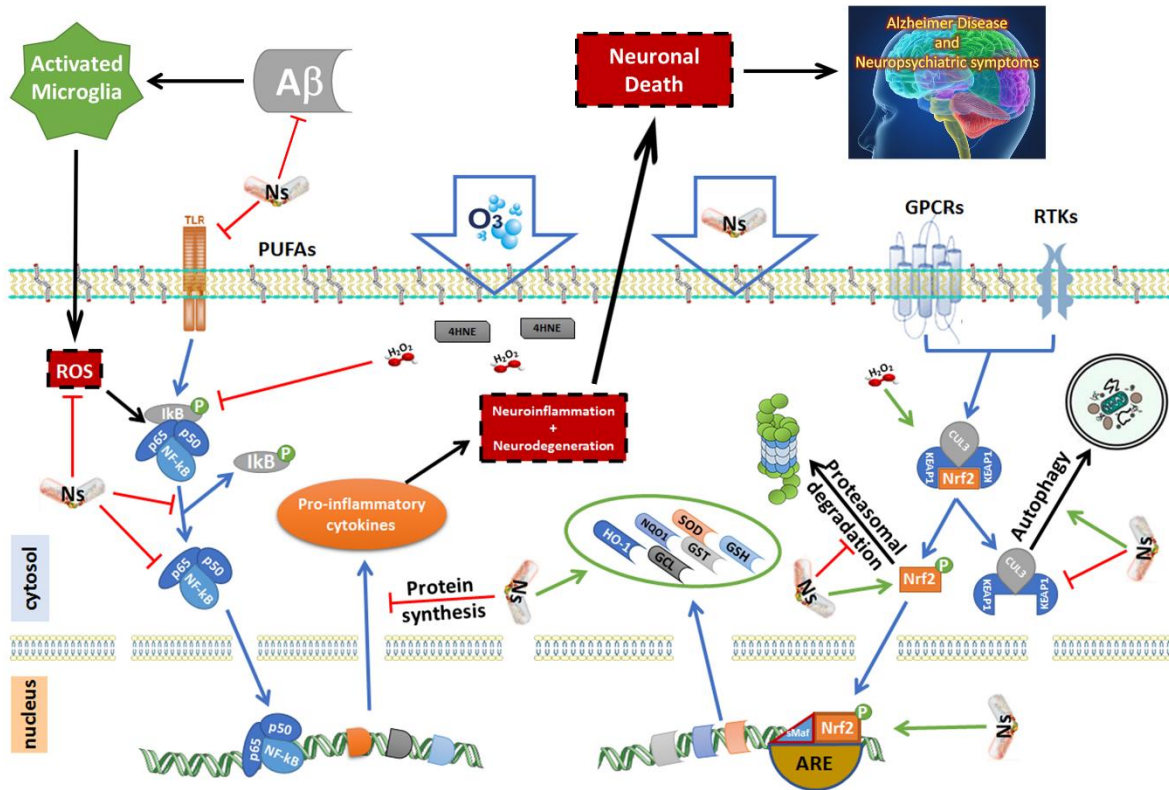 Activated
Microglia
Aβ
Neuronal
Death
Alzheimer Disease
and
Neuropsychiatric symptoms
Ns
TLR
PUFAs
O3
Ns
GPCRs
RTKs
4HNE
4HNE
H2O2
H2O2
H2O2
ROS
IkB
P
p65
p50
NF-kB
IkB
P
Ns
Neuroinflammation
+
Neurodegeneration
Pro-inflammatory
cytokines
CUL3
KEAP1
KEAP1
Nrf2
Proteasomal
degradation
Autophagy
HO-1
NQO1
SOD
GCL
GST
GSH
cytosol
p65
p50
NF-kB
Protein
synthesis
Ns
Ns
Nrf2
P
CUL3
KEAP1
KEAP1
Ns
nucleus
p65
p50
NF-kB
sMaf
Nrf2
P
ARE
Ns